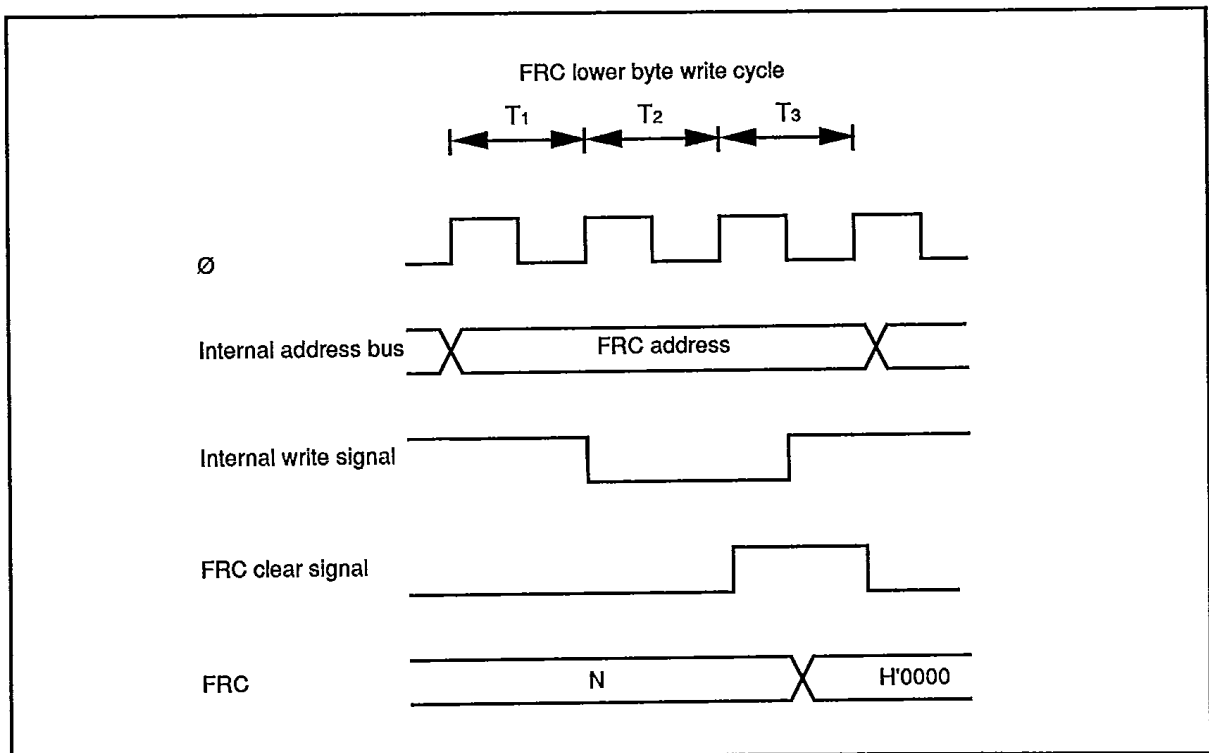 FRC lower byte write cycle
T1 T2 T3
Ø
Internal address bus FRC address
Internal write signal
FRC clear signal
FRC N H'0000